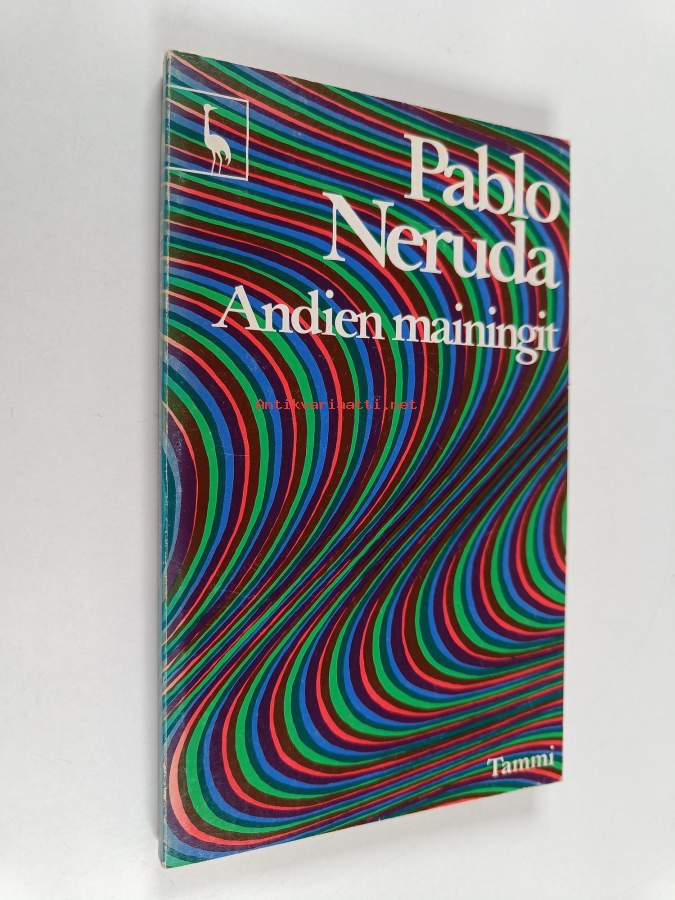 Pablo
Neruda
Andien mainingit
Antikvariaatti.net
Tammi